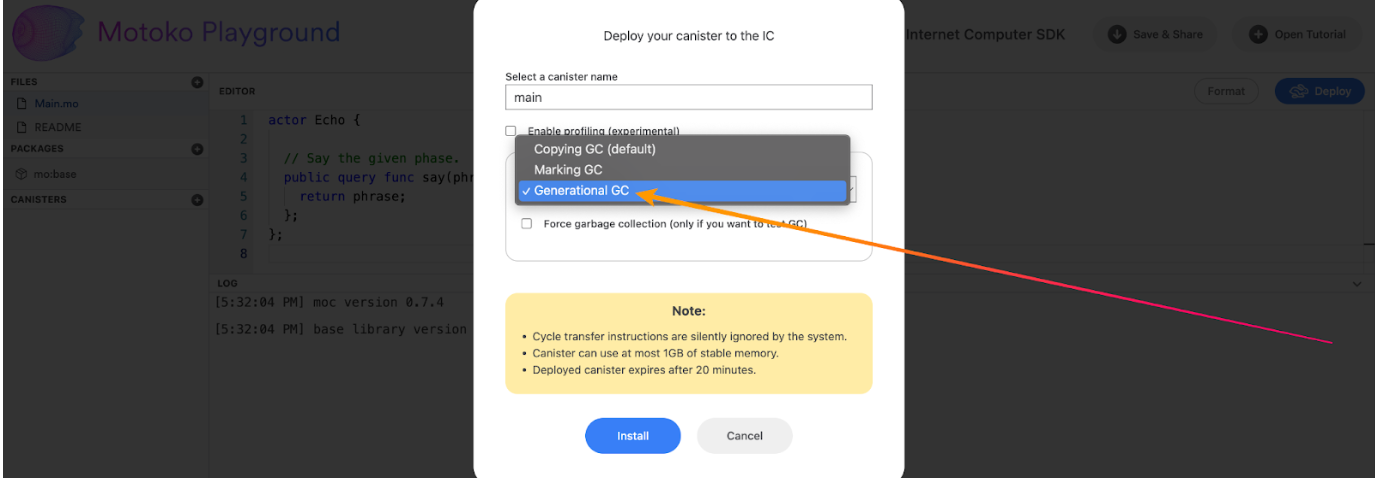 Motoko Playground
Internet Computer SDK
Save & Share
Open Tutorial
FILES
Main.mo
README
PACKAGES
mo:base
CANISTERS
EDITOR
Format
Deploy
1 actor Echo {
2
3 // Say the given phase.
4 public query func say(phr
5 return phrase;
6 };
7 };
8
LOG
[5:32:04 PM] moc version 0.7.4
[5:32:04 PM] base library version
Deploy your canister to the IC
Select a canister name
main
Enable profiling (experimental)
Copying GC (default)
Marking GC
✓ Generational GC
Force garbage collection (only if you want to test GC)
Note:
• Cycle transfer instructions are silently ignored by the system.
• Canister can use at most 1GB of stable memory.
• Deployed canister expires after 20 minutes.
Install
Cancel